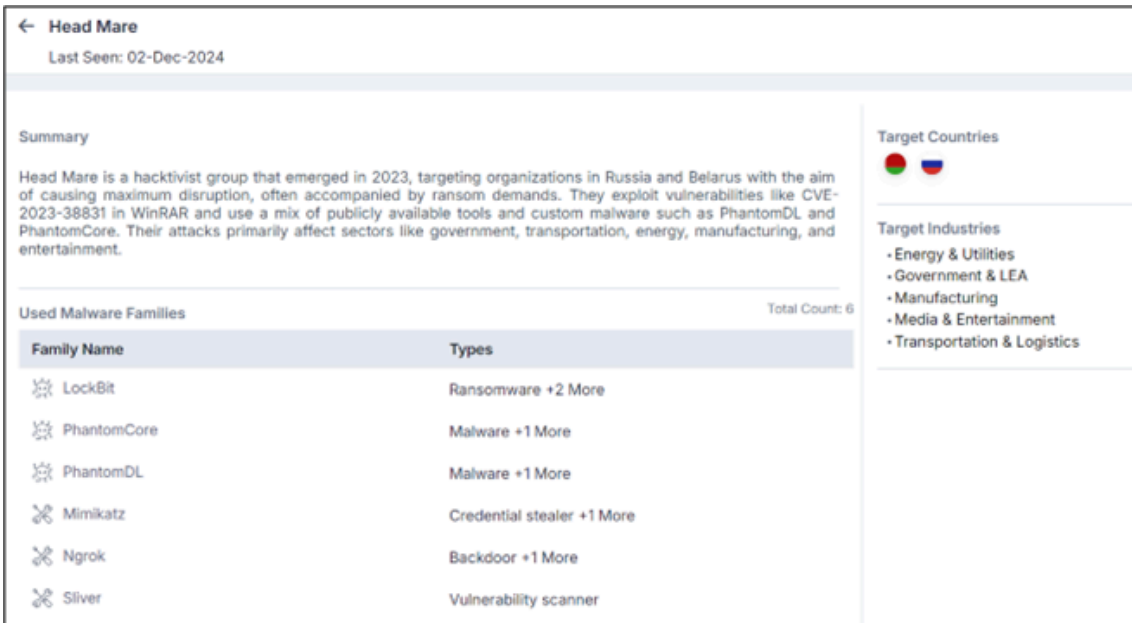 ← Head Mare
Last Seen: 02-Dec-2024
Summary
Head Mare is a hacktivist group that emerged in 2023, targeting organizations in Russia and Belarus with the aim
of causing maximum disruption, often accompanied by ransom demands. They exploit vulnerabilities like CVE-
2023-38831 in WinRAR and use a mix of publicly available tools and custom malware such as PhantomDL and
PhantomCore. Their attacks primarily affect sectors like government, transportation, energy, manufacturing, and
entertainment.
Used Malware Families
Total Count: 6
Family Name Types
LockBit Ransomware +2 More
PhantomCore Malware +1 More
PhantomDL Malware +1 More
Mimikatz Credential stealer +1 More
Ngrok Backdoor +1 More
Sliver Vulnerability scanner
Target Countries
Target Industries
• Energy & Utilities
• Government & LEA
• Manufacturing
• Media & Entertainment
• Transportation & Logistics